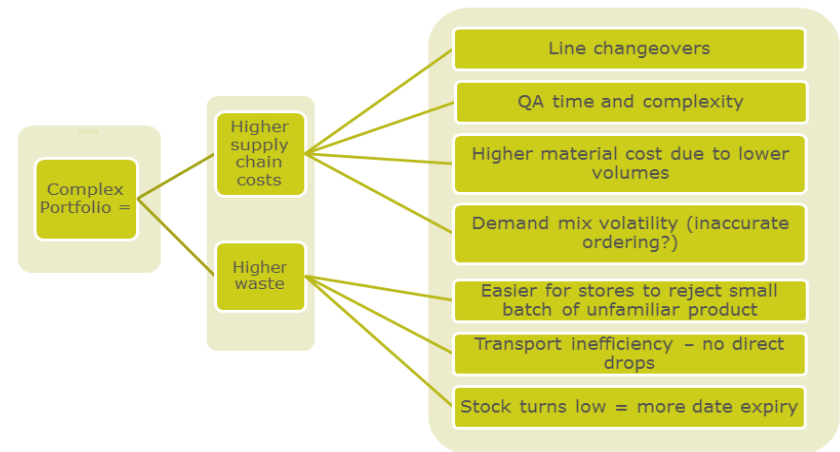 Complex
Portfolio =
Higher
supply
chain
costs
Higher
waste
Line changeovers
QA time and complexity
Higher material cost due to lower
volumes
Demand mix volatility (inaccurate
ordering?)
Easier for stores to reject small
batch of unfamiliar product
Transport inefficiency – no direct
drops
Stock turns low = more date expiry